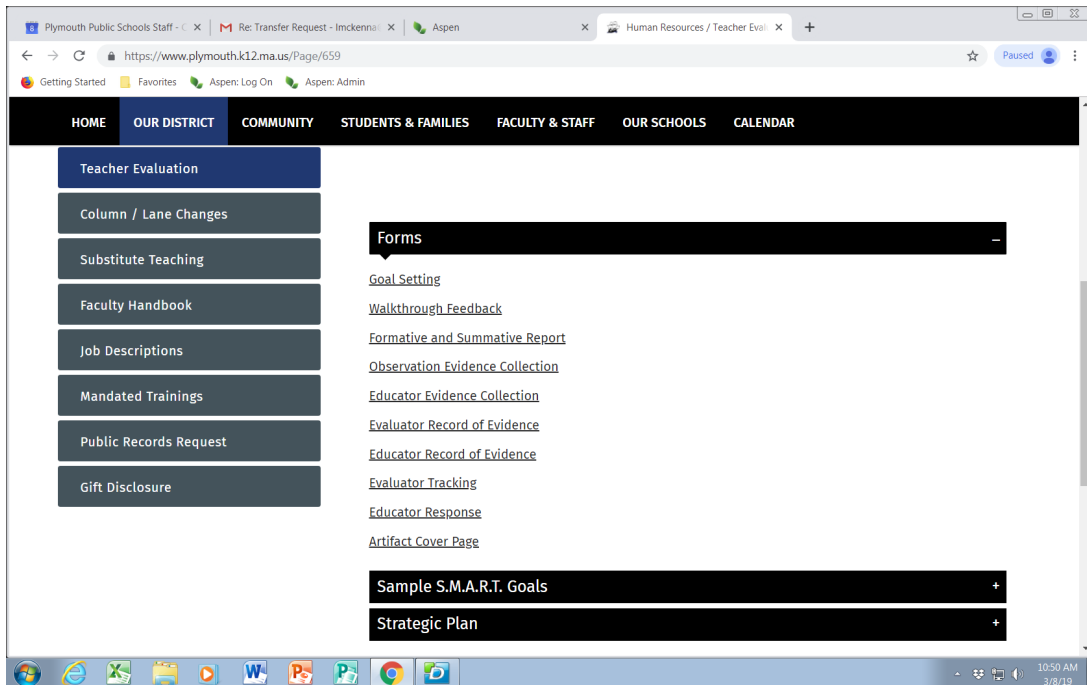 Plymouth Public Schools Staff - C
Re: Transfer Request - lmckenna
Aspen
Human Resources / Teacher Eval
https://www.plymouth.k12.ma.us/Page/659
Paused
Getting Started
Favorites
Aspen: Log On
Aspen: Admin
HOME
OUR DISTRICT
COMMUNITY
STUDENTS & FAMILIES
FACULTY & STAFF
OUR SCHOOLS
CALENDAR
Teacher Evaluation
Column / Lane Changes
Substitute Teaching
Faculty Handbook
Job Descriptions
Mandated Trainings
Public Records Request
Gift Disclosure
Forms
Goal Setting
Walkthrough Feedback
Formative and Summative Report
Observation Evidence Collection
Educator Evidence Collection
Evaluator Record of Evidence
Educator Record of Evidence
Evaluator Tracking
Educator Response
Artifact Cover Page
Sample S.M.A.R.T. Goals
Strategic Plan
10:50 AM
3/8/19